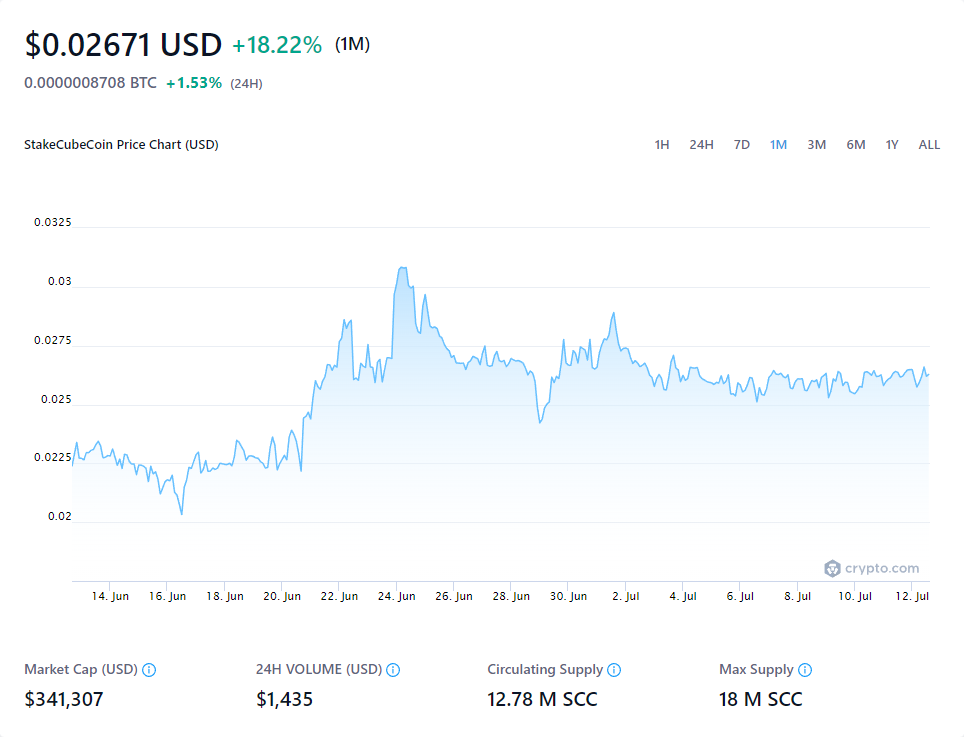 $0.02671 USD +18.22% (1M)
0.0000008708 BTC +1.53% (24H)
StakeCubeCoin Price Chart (USD) 1H 24H 7D 1M 3M 6M 1Y ALL
0.0325
0.03
0.0275
0.025
0.0225
0.02
crypto.com
14. Jun 16. Jun 18. Jun 20. Jun 22. Jun 24. Jun 26. Jun 28. Jun 30. Jun 2. Jul 4. Jul 6. Jul 8. Jul 10. Jul 12. Jul
Market Cap (USD) 24H VOLUME (USD) Circulating Supply Max Supply
$341,307 $1,435 12.78 M SCC 18 M SCC